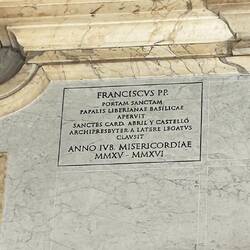 FRANCISCVS PP.
PORTAM SANCTAM
PAPALIS LIBERIANAE BASILICAE
APERVIT
SANCTES CARD. ABRIL Y CASTELLÓ
ARCHIPRESBYTER A LATERE LEGATVS
CLAVSIT
ANNO IVB. MISERICORDIAE
MMXV - MMXVI